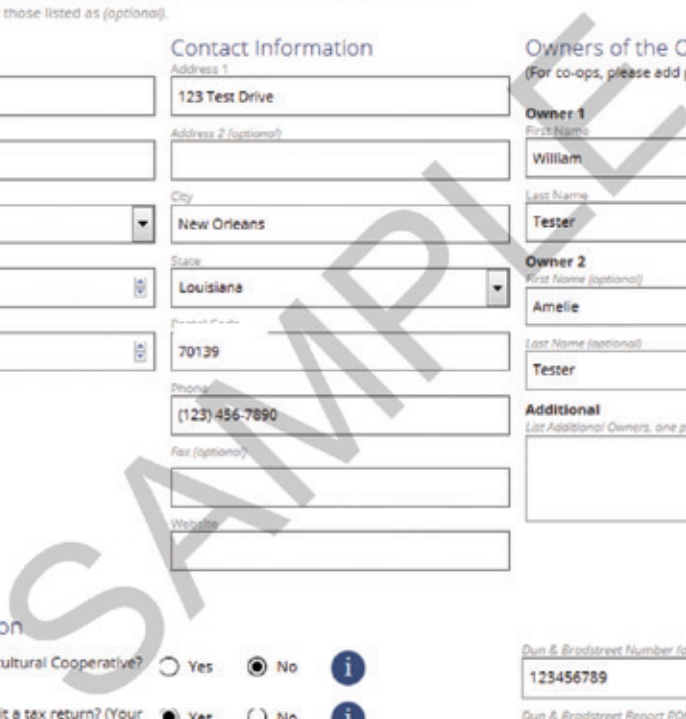 those listed as (optional).
Contact Information
Address 1
123 Test Drive
Address 2 (optional)
City
New Orleans
State
Louisiana
Postal Code
70139
Phone
(123) 456-7890
Fax (optional)
Website
Owners of the O
(For co-ops, please add p
Owner 1
First Name
William
Last Name
Tester
Owner 2
First Name (optional)
Amelie
Last Name (optional)
Tester
Additional
List Additional Owners, one p
SAMPLE
on
cultural Cooperative? Yes No i
it a tax return? (Your Yes No i
Dun & Bradstreet Number (o
123456789
Dun & Bradstreet Report PDF